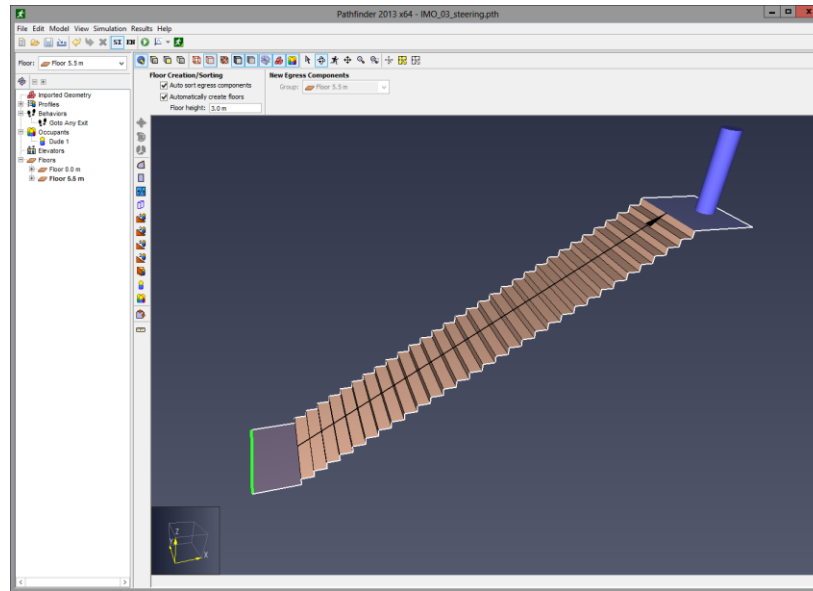 Pathfinder 2013 x64 - IMO_03_steering.pth
File Edit Model View Simulation Results Help
SI EN
Floor: Floor 5.5 m
Floor Creation/Sorting
New Egress Components
Auto sort egress components
Group: Floor 5.5 m
Automatically create floors
Floor height: 3.0 m
Imported Geometry
Profiles
Behaviors
Goto Any Exit
Occupants
Dude 1
Elevators
Floors
Floor 0.0 m
Floor 5.5 m
Z
Y
X